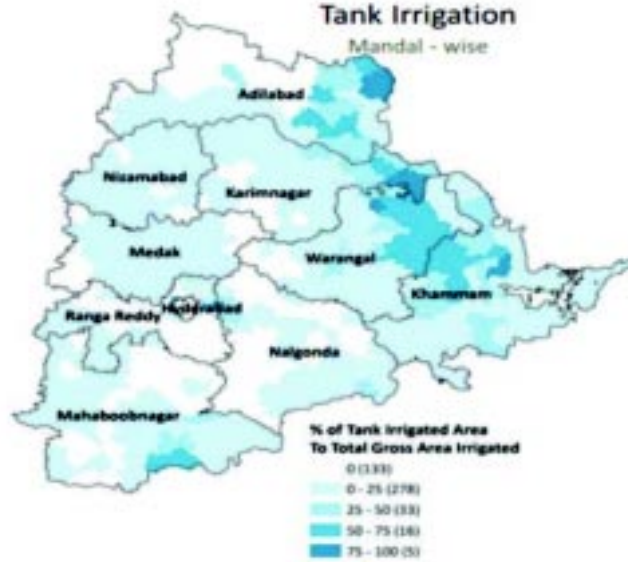 Tank Irrigation
Mandal - wise
Adilabad
Nizamabad
Karimnagar
Medak
Warangal
Khammam
Ranga Reddy
Hyderabad
Nalgonda
Mahaboobnagar
% of Tank Irrigated Area
To Total Gross Area Irrigated
0 (133)
0 - 25 (278)
25 - 50 (33)
50 - 75 (16)
75 - 100 (5)